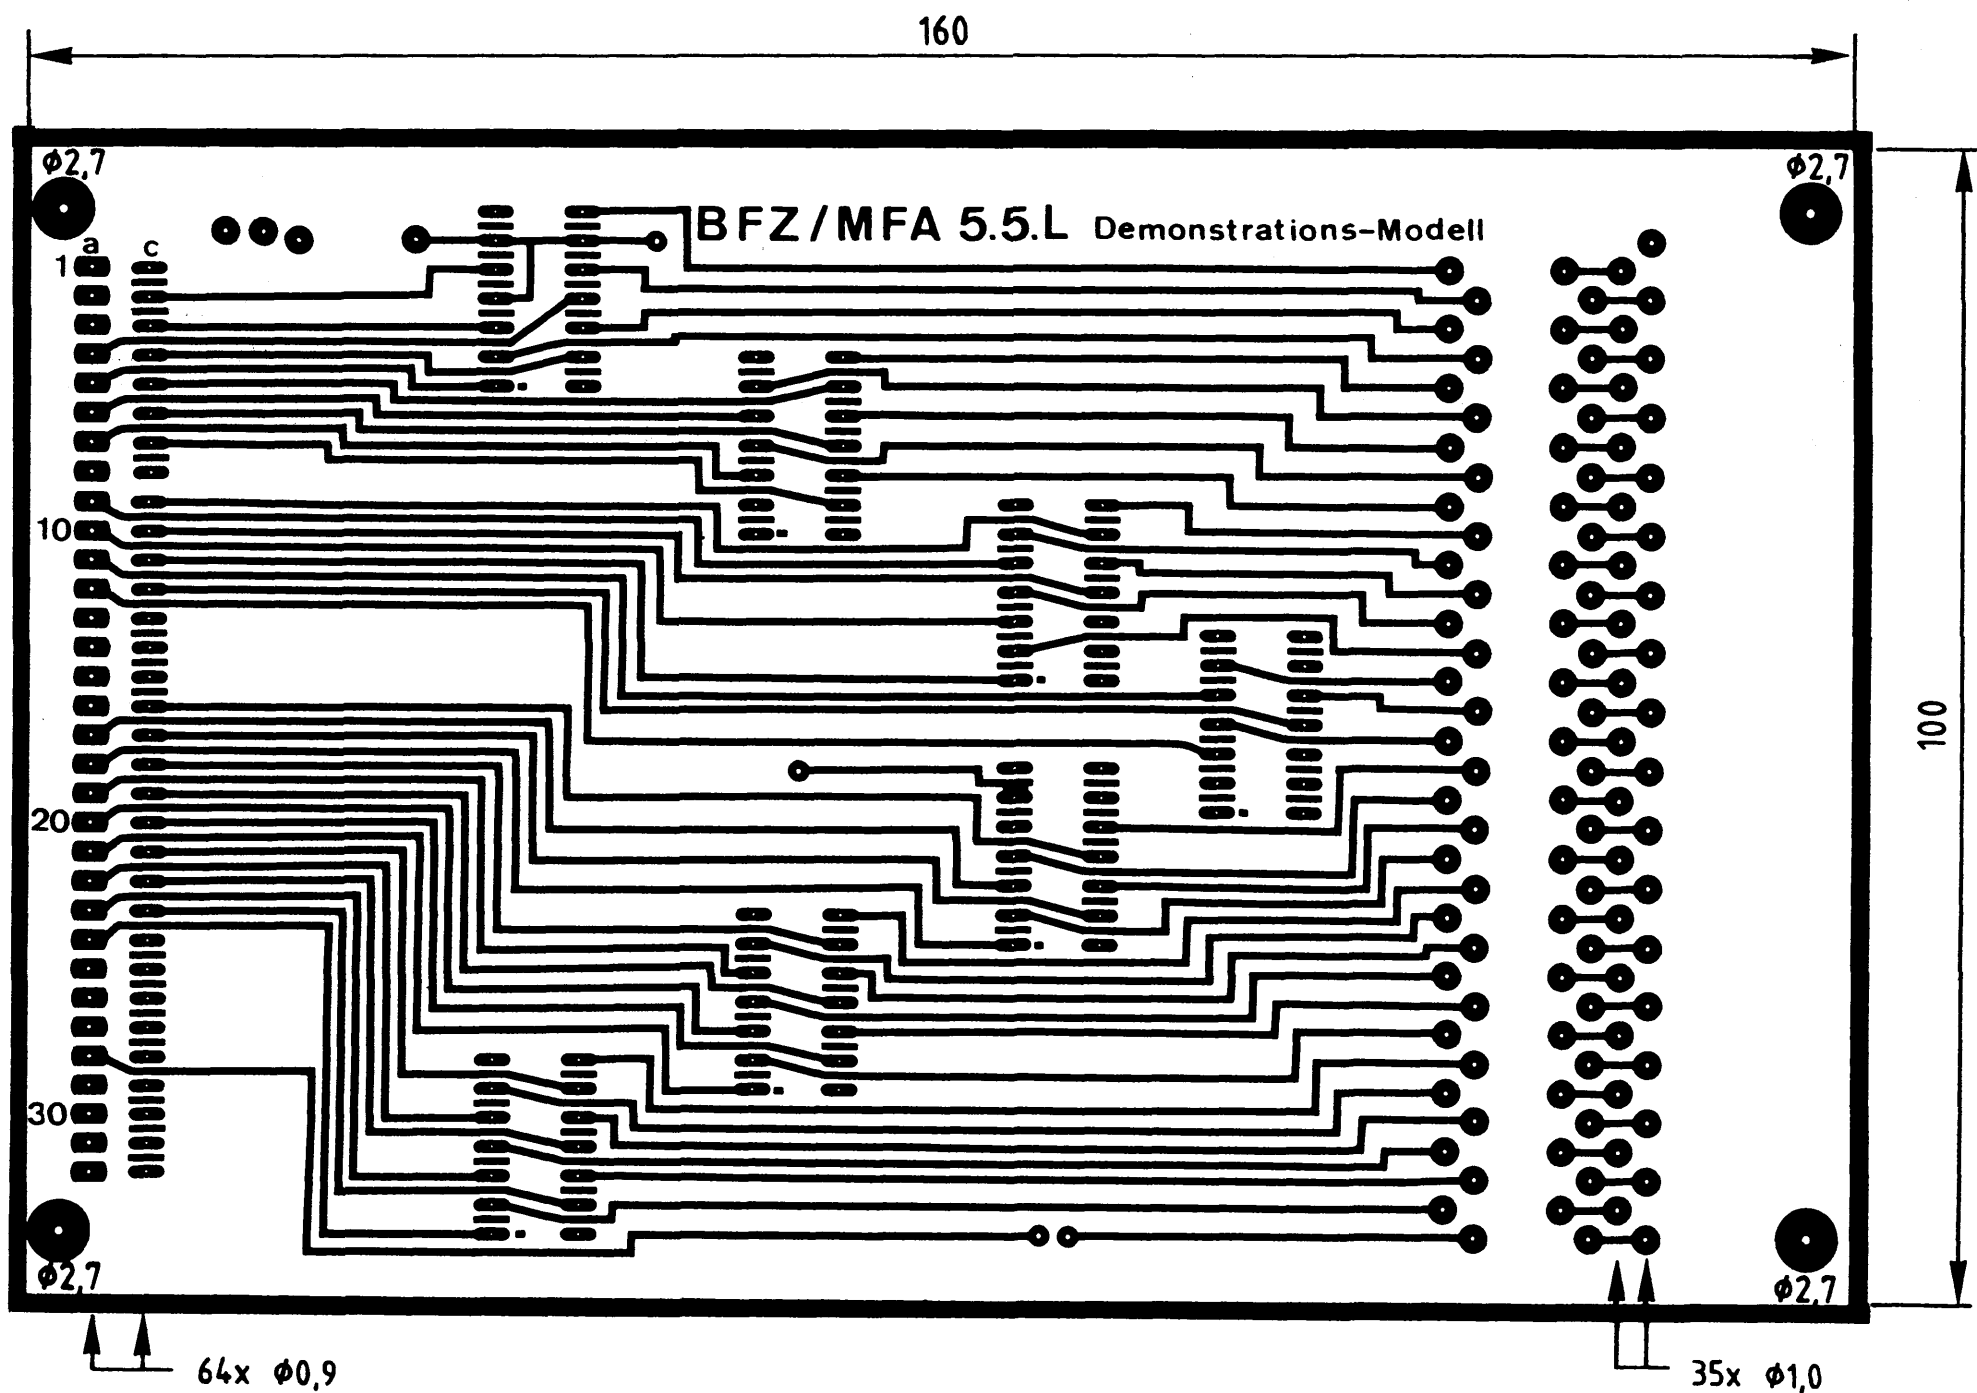 160
ϕ2,7
ϕ2,7
BFZ/MFA 5.5.L Demonstrations-Modell
a
c
1
10
20
30
100
ϕ2,7
ϕ2,7
64x ϕ0,9
35x ϕ1,0